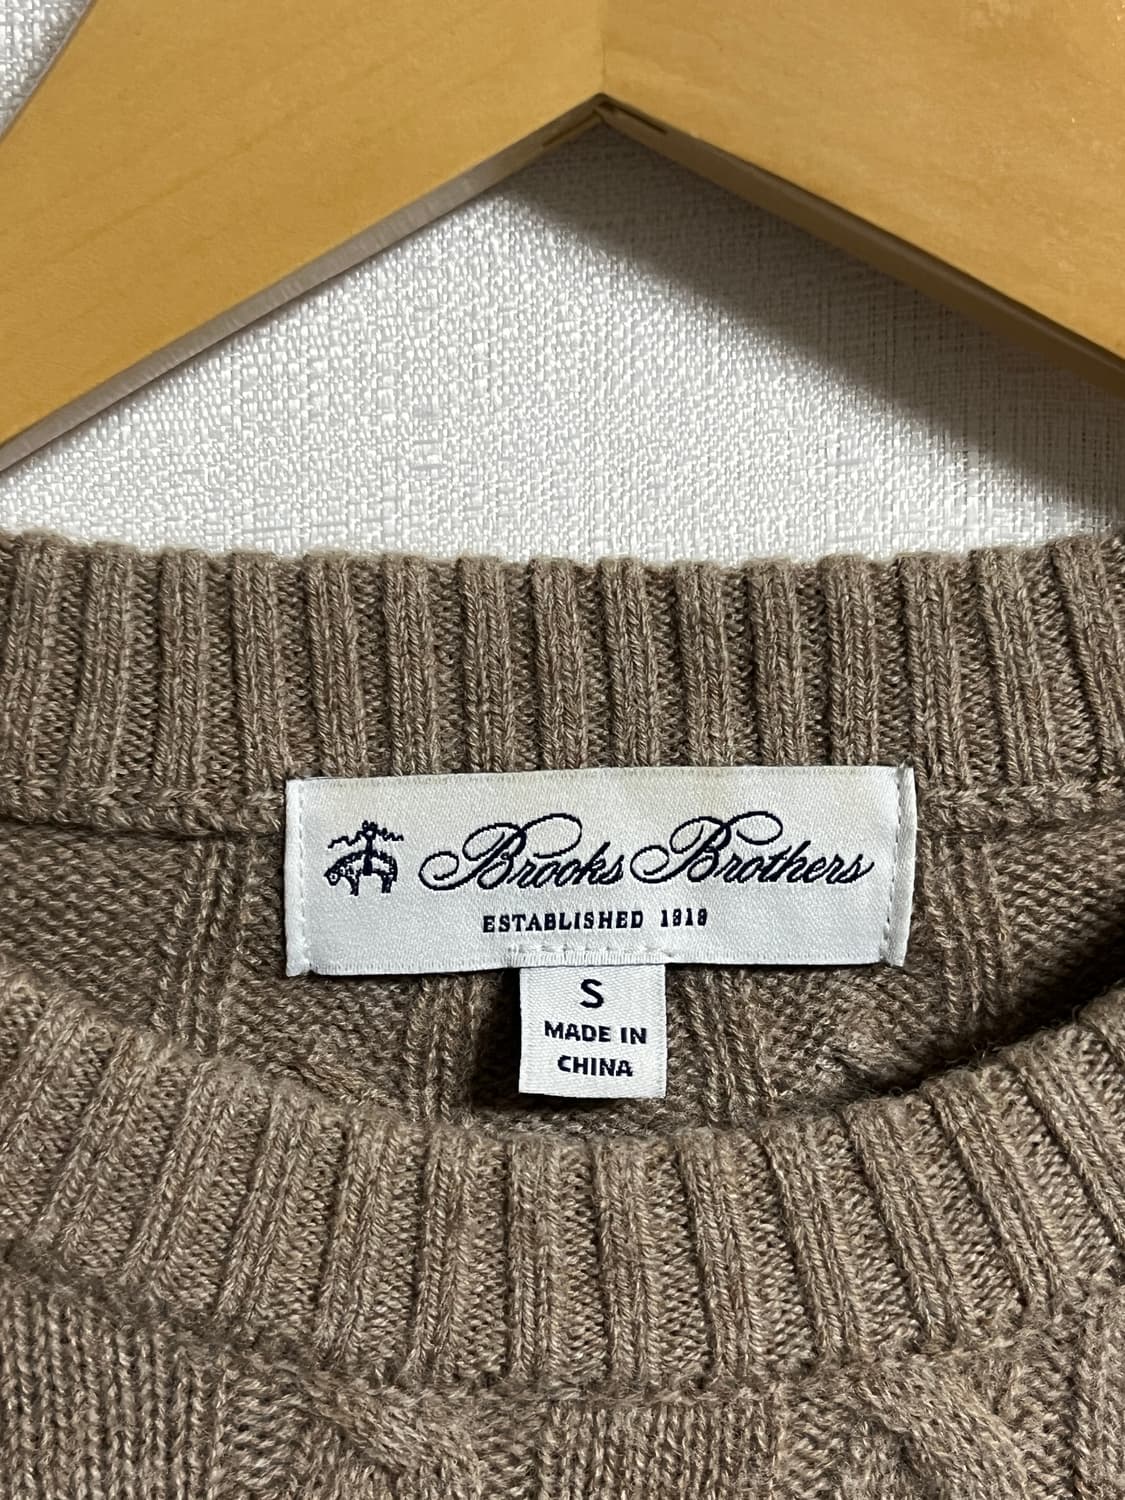 Brooks Brothers
ESTABLISHED 1818
S
MADE IN
CHINA